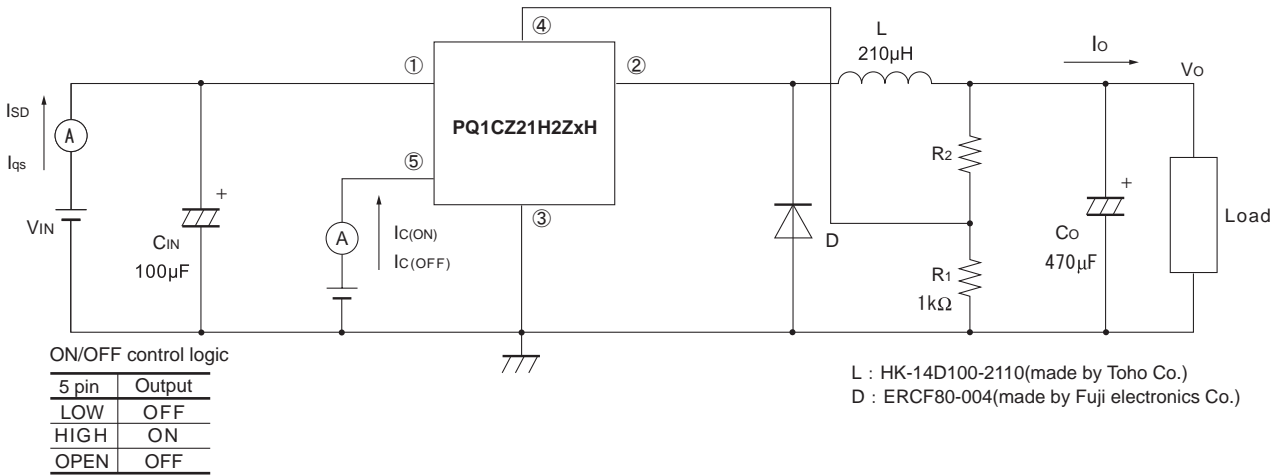 ④
L
210μH
Io
①
②
Vo
ISD
A
PQ1CZ21H2ZxH
R2
Iqs
⑤
+
+
③
Load
VIN
CIN
100μF
A
IC(ON)
IC(OFF)
D
R1
1kΩ
Co
470μF
ON/OFF control logic
5 pin Output
LOW OFF
HIGH ON
OPEN OFF
L : HK-14D100-2110(made by Toho Co.)
D : ERCF80-004(made by Fuji electronics Co.)